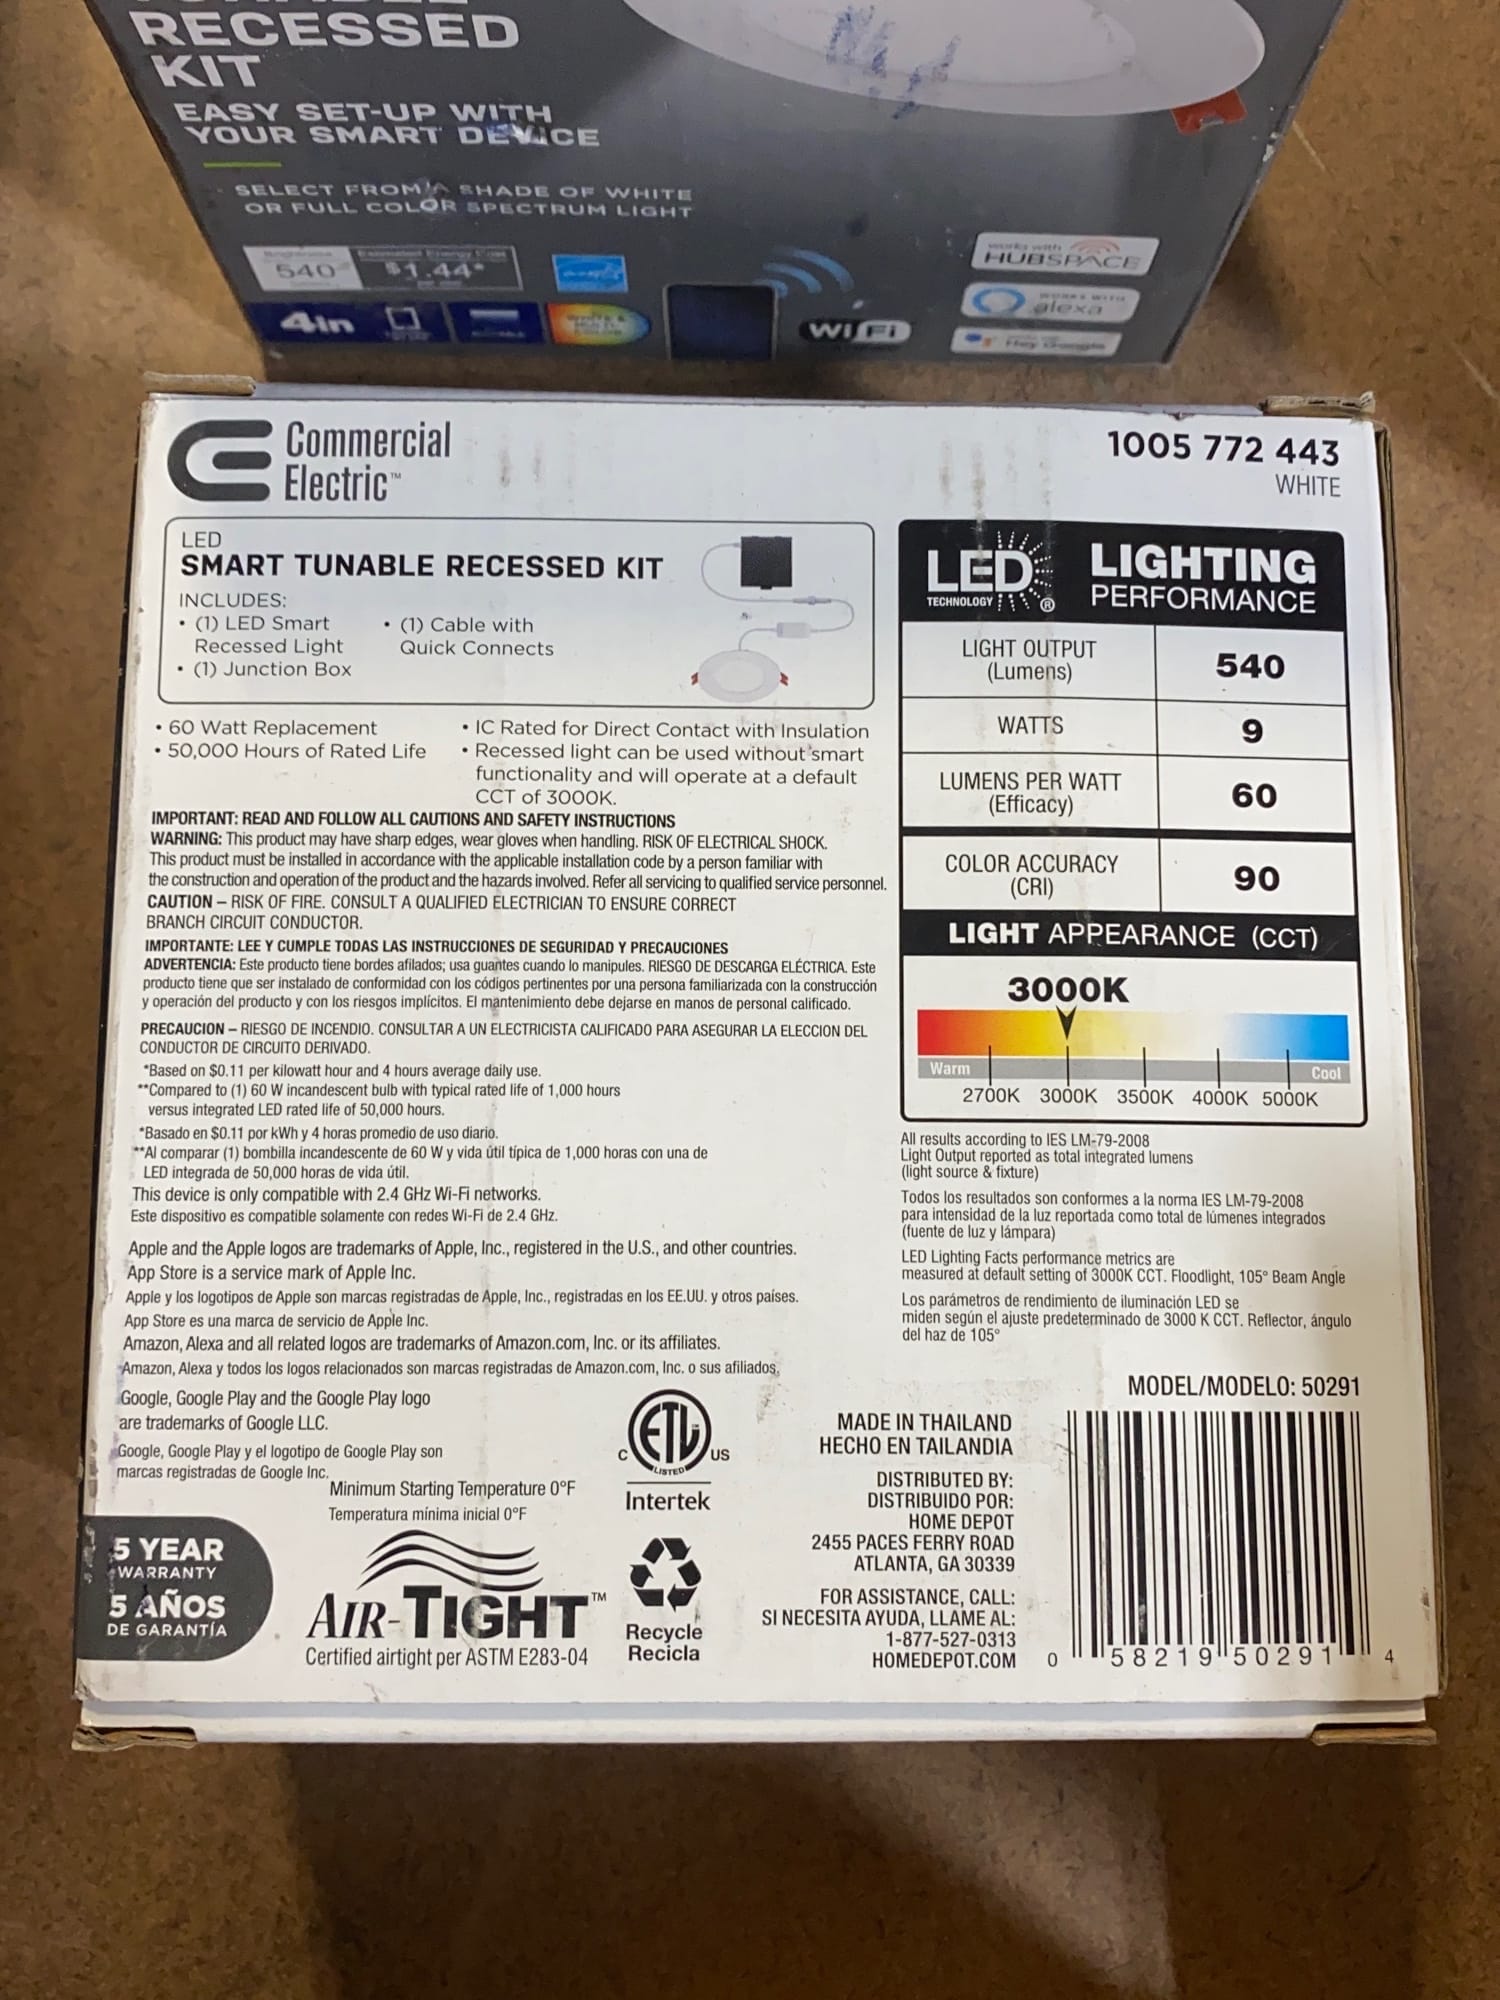 RECESSED
KIT
EASY SET-UP WITH
YOUR SMART DEVICE
SELECT FROM A SHADE OF WHITE
OR FULL COLOR SPECTRUM LIGHT
Brightness
540
Estimated Energy Cost
$1.44*
4in
WHITE &
WiFi
works with
HUBSPACE
WORKS WITH
alexa
Hey Google
Commercial
Electric™
1005 772 443
WHITE
LED
SMART TUNABLE RECESSED KIT
INCLUDES:
• (1) LED Smart
Recessed Light
• (1) Junction Box
• (1) Cable with
Quick Connects
• 60 Watt Replacement
• 50,000 Hours of Rated Life
• IC Rated for Direct Contact with Insulation
• Recessed light can be used without smart
functionality and will operate at a default
CCT of 3000K.
IMPORTANT: READ AND FOLLOW ALL CAUTIONS AND SAFETY INSTRUCTIONS
WARNING: This product may have sharp edges, wear gloves when handling. RISK OF ELECTRICAL SHOCK.
This product must be installed in accordance with the applicable installation code by a person familiar with
the construction and operation of the product and the hazards involved. Refer all servicing to qualified service personnel.
CAUTION – RISK OF FIRE. CONSULT A QUALIFIED ELECTRICIAN TO ENSURE CORRECT
BRANCH CIRCUIT CONDUCTOR.
IMPORTANTE: LEE Y CUMPLE TODAS LAS INSTRUCCIONES DE SEGURIDAD Y PRECAUCIONES
ADVERTENCIA: Este producto tiene bordes afilados; usa guantes cuando lo manipules. RIESGO DE DESCARGA ELÉCTRICA. Este
producto tiene que ser instalado de conformidad con los códigos pertinentes por una persona familiarizada con la construcción
y operación del producto y con los riesgos implícitos. El mantenimiento debe dejarse en manos de personal calificado.
PRECAUCION – RIESGO DE INCENDIO. CONSULTAR A UN ELECTRICISTA CALIFICADO PARA ASEGURAR LA ELECCION DEL
CONDUCTOR DE CIRCUITO DERIVADO.
*Based on $0.11 per kilowatt hour and 4 hours average daily use.
**Compared to (1) 60 W incandescent bulb with typical rated life of 1,000 hours
versus integrated LED rated life of 50,000 hours.
*Basado en $0.11 por kWh y 4 horas promedio de uso diario.
**Al comparar (1) bombilla incandescente de 60 W y vida útil típica de 1,000 horas con una de
LED integrada de 50,000 horas de vida útil.
This device is only compatible with 2.4 GHz Wi-Fi networks.
Este dispositivo es compatible solamente con redes Wi-Fi de 2.4 GHz.
Apple and the Apple logos are trademarks of Apple, Inc., registered in the U.S., and other countries.
App Store is a service mark of Apple Inc.
Apple y los logotipos de Apple son marcas registradas de Apple, Inc., registradas en los EE.UU. y otros países.
App Store es una marca de servicio de Apple Inc.
Amazon, Alexa and all related logos are trademarks of Amazon.com, Inc. or its affiliates.
Amazon, Alexa y todos los logos relacionados son marcas registradas de Amazon.com, Inc. o sus afiliados.
Google, Google Play and the Google Play logo
are trademarks of Google LLC.
Google, Google Play y el logotipo de Google Play son
marcas registradas de Google Inc.
Minimum Starting Temperature 0°F
Temperatura mínima inicial 0°F
5 YEAR
WARRANTY
5 AÑOS
DE GARANTÍA
AIR-TIGHT™
Certified airtight per ASTM E283-04
C ETL US
LISTED
Intertek
Recycle
Recicla
LED
TECHNOLOGY ®
LIGHTING
PERFORMANCE
LIGHT OUTPUT
(Lumens)
540
WATTS
9
LUMENS PER WATT
(Efficacy)
60
COLOR ACCURACY
(CRI)
90
LIGHT APPEARANCE (CCT)
3000K
Warm
Cool
2700K 3000K 3500K 4000K 5000K
All results according to IES LM-79-2008
Light Output reported as total integrated lumens
(light source & fixture)
Todos los resultados son conformes a la norma IES LM-79-2008
para intensidad de la luz reportada como total de lúmenes integrados
(fuente de luz y lámpara)
LED Lighting Facts performance metrics are
measured at default setting of 3000K CCT. Floodlight, 105° Beam Angle
Los parámetros de rendimiento de iluminación LED se
miden según el ajuste predeterminado de 3000 K CCT. Reflector, ángulo
del haz de 105°
MODEL/MODELO: 50291
MADE IN THAILAND
HECHO EN TAILANDIA
DISTRIBUTED BY:
DISTRIBUIDO POR:
HOME DEPOT
2455 PACES FERRY ROAD
ATLANTA, GA 30339
FOR ASSISTANCE, CALL:
SI NECESITA AYUDA, LLAME AL:
1-877-527-0313
HOMEDEPOT.COM
0 58219 50291 4